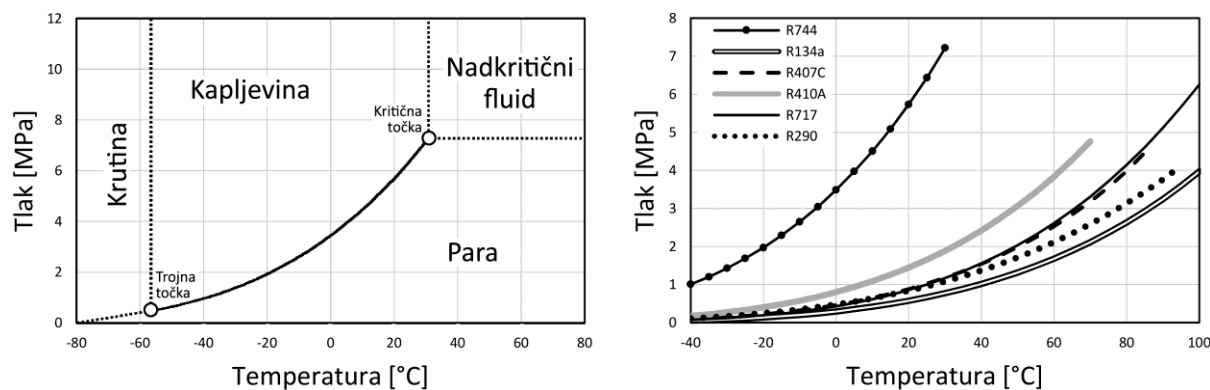 12
10
8
6
4
2
0
-80
-60
-40
-20
0
20
40
60
80
Tlak [MPa]
Temperatura [°C]
Krutina
Kapljevina
Nadkritični
fluid
Kritična
točka
Para
Trojna
točka
8
7
6
5
4
3
2
1
0
-40
-20
0
20
40
60
80
100
Tlak [MPa]
Temperatura [°C]
R744
R134a
R407C
R410A
R717
R290